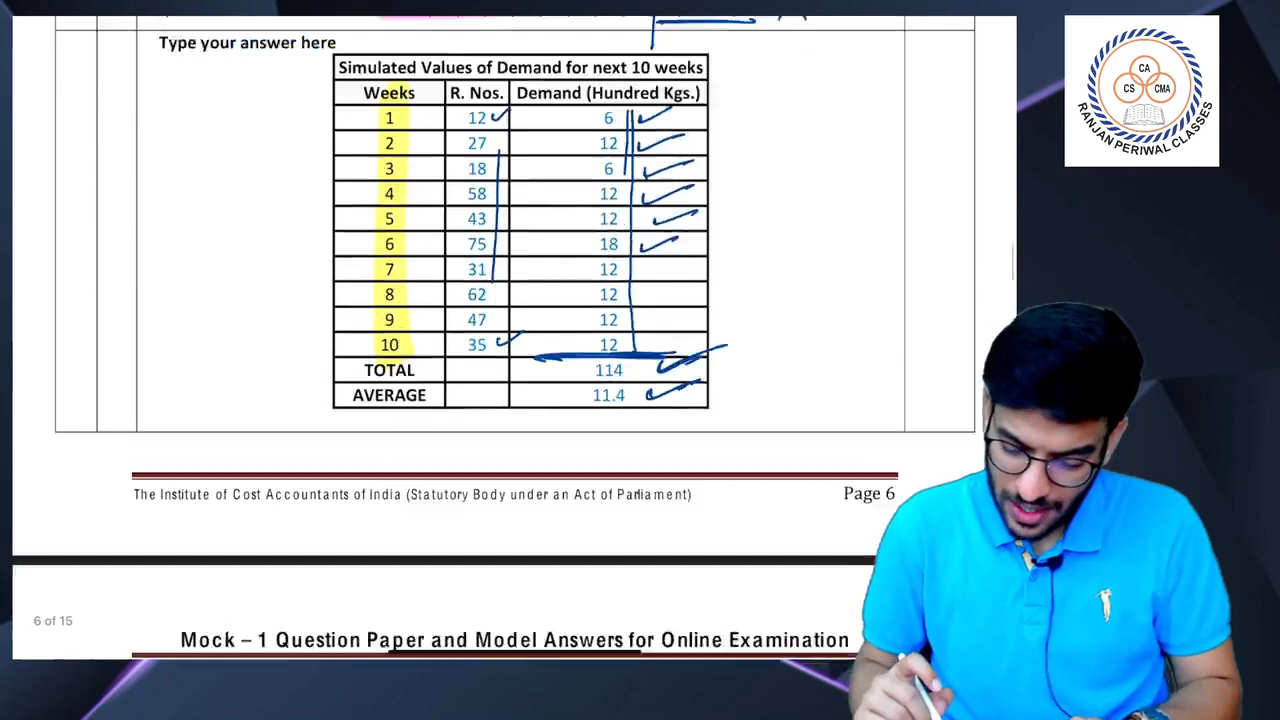 Type your answer here
Simulated Values of Demand for next 10 weeks
Weeks R. Nos. Demand (Hundred Kgs.)
1 12 6
2 27 12
3 18 6
4 58 12
5 43 12
6 75 18
7 31 12
8 62 12
9 47 12
10 35 12
TOTAL 114
AVERAGE 11.4
The Institute of Cost Accountants of India (Statutory Body under an Act of Parliament) Page 6
6 of 15
Mock – 1 Question Paper and Model Answers for Online Examination
CA
CS CMA
RANJAN PERIWAL CLASSES